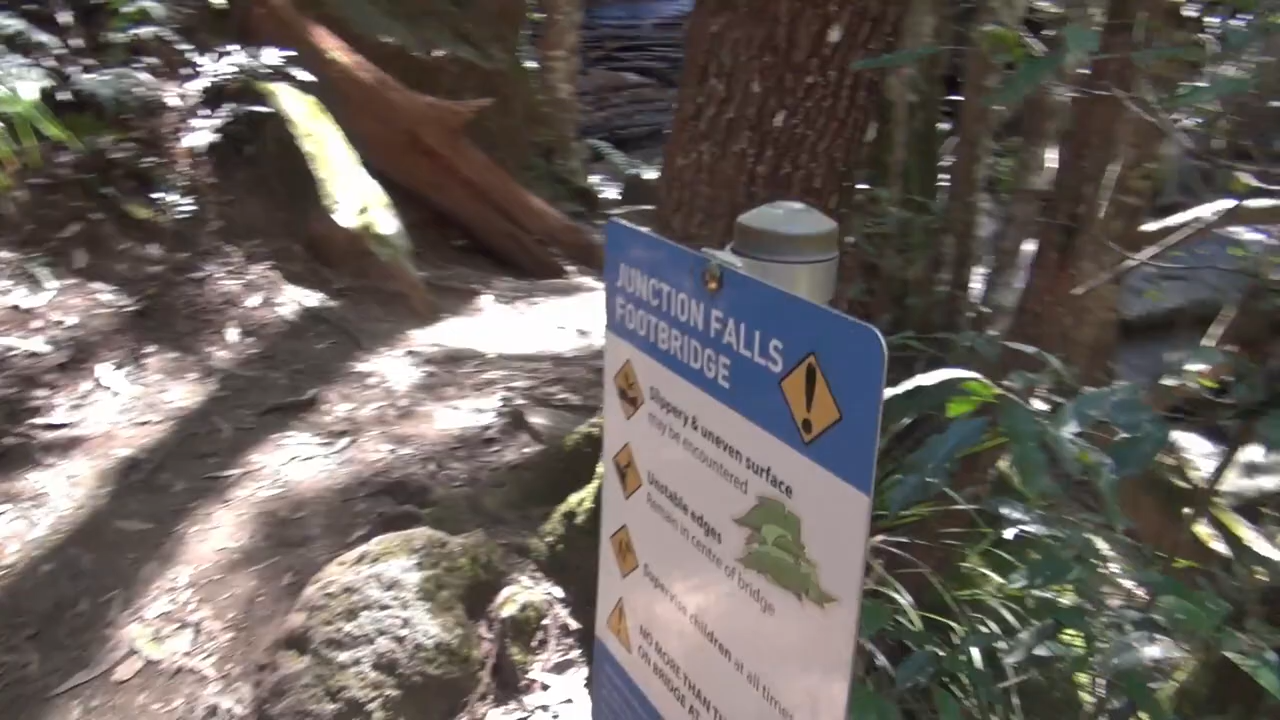 JUNCTION FALLS
FOOTBRIDGE
Slippery & uneven surface
may be encountered
Unstable edges
Remain in centre of bridge
Supervise children at all times
NO MORE THAN
ON BRIDGE AT